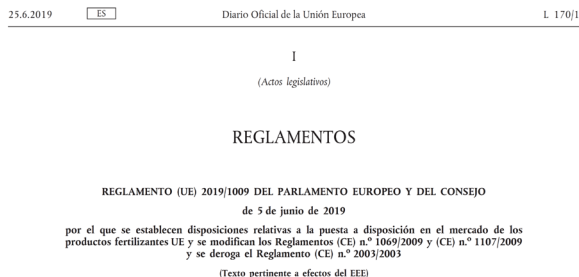 25.6.2019 ES Diario Oficial de la Unión Europea L 170/1
I
(Actos legislativos)
REGLAMENTOS
REGLAMENTO (UE) 2019/1009 DEL PARLAMENTO EUROPEO Y DEL CONSEJO
de 5 de junio de 2019
por el que se establecen disposiciones relativas a la puesta a disposición en el mercado de los
productos fertilizantes UE y se modifican los Reglamentos (CE) n.º 1069/2009 y (CE) n.º 1107/2009
y se deroga el Reglamento (CE) n.º 2003/2003
(Texto pertinente a efectos del EEE)